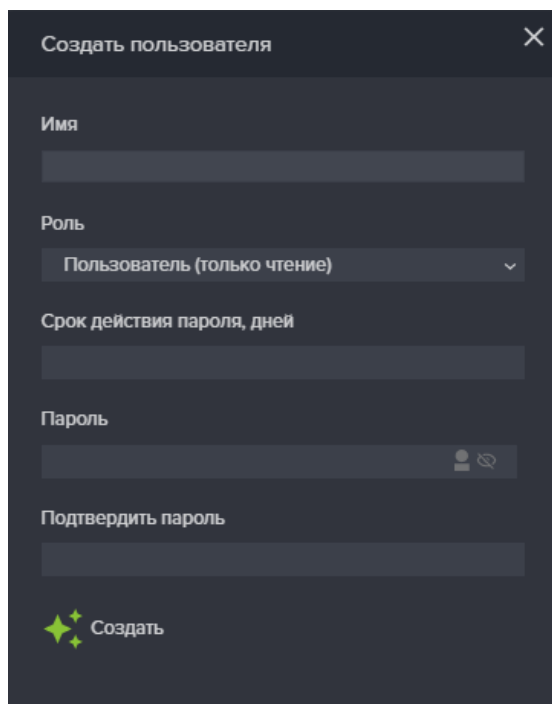 Создать пользователя
Имя
Роль
Пользователь (только чтение)
Срок действия пароля, дней
Пароль
Подтвердить пароль
Создать